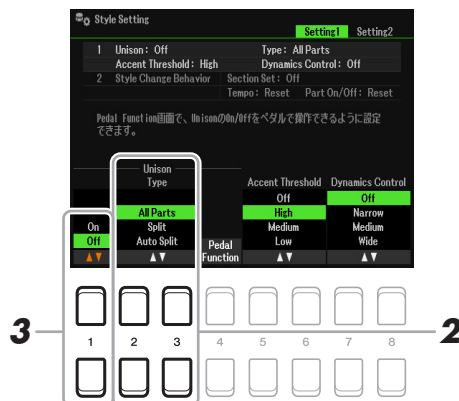 Style Setting
Setting1 Setting2
1 Unison: Off Type: All Parts
Accent Threshold: High Dynamics Control: Off
2 Style Change Behavior Section Set: Off
Tempo: Reset Part On/Off: Reset
Pedal Function画面で、UnisonのOn/Offをペダルで操作できるように設定
できます。
Unison
Type Accent Threshold Dynamics Control
Off Off
All Parts High Narrow
On Split Medium Medium
Off Auto Split Pedal Low Wide
▲▼ ▲▼ Function ▲▼ ▲▼
3 2
1 2 3 4 5 6 7 8